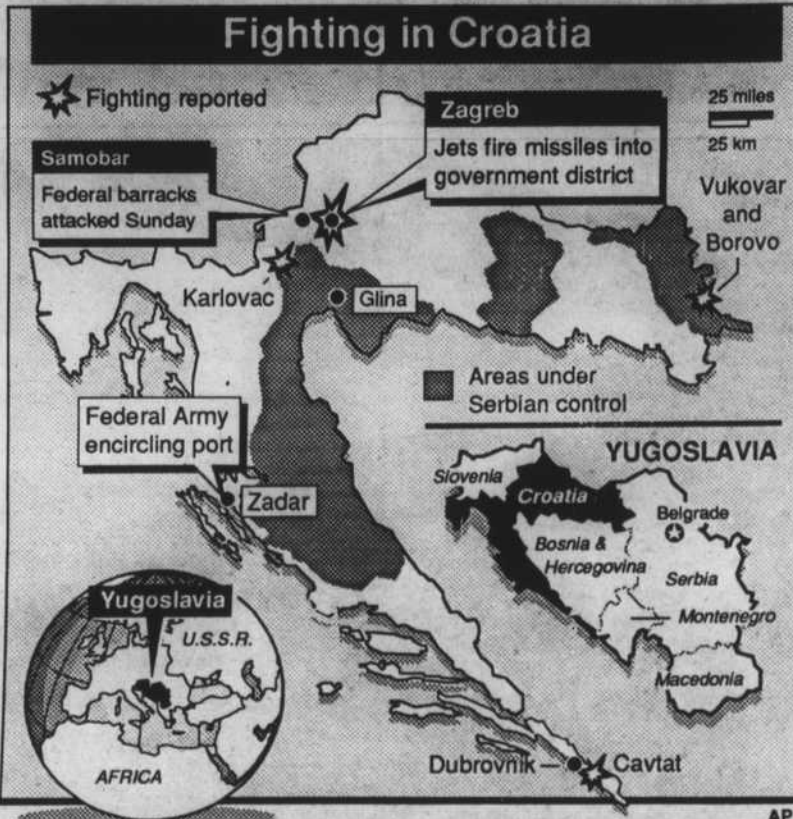 Fighting in Croatia
Fighting reported
25 miles
25 km
Samobar
Federal barracks
attacked Sunday
Zagreb
Jets fire missiles into
government district
Vukovar
and
Borovo
Karlovac
Glina
Areas under
Serbian control
Federal Army
encircling port
Zadar
YUGOSLAVIA
Slovenia
Croatia
Belgrade
Bosnia &
Hercegovina
Serbia
Montenegro
Macedonia
Yugoslavia
U.S.S.R.
AFRICA
Dubrovnik
Cavtat
AP